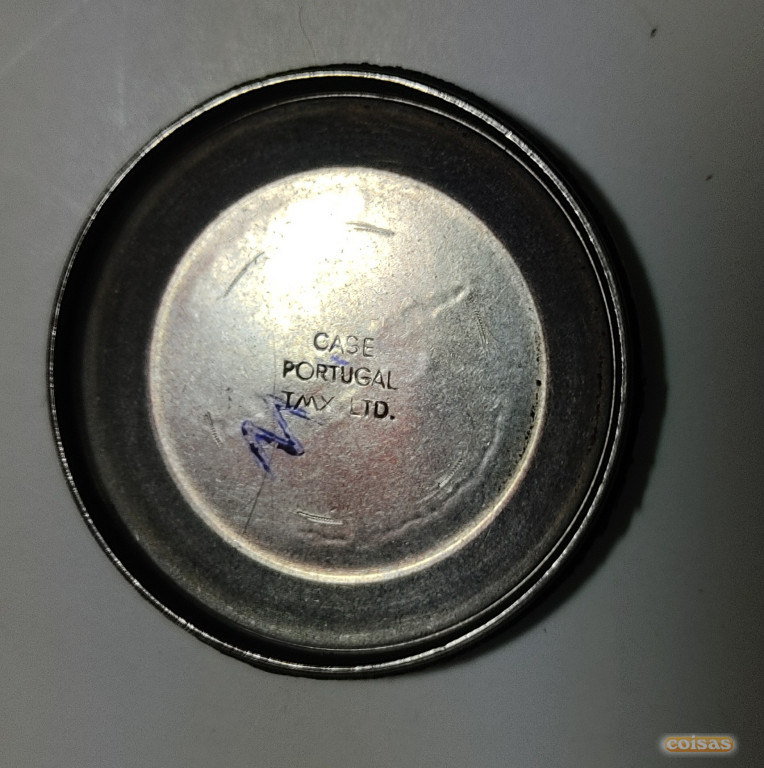 CASE
PORTUGAL
TMX LTD.
coisas